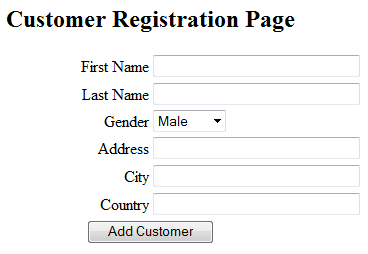 Customer Registration Page
First Name
Last Name
Gender Male
Address
City
Country
Add Customer